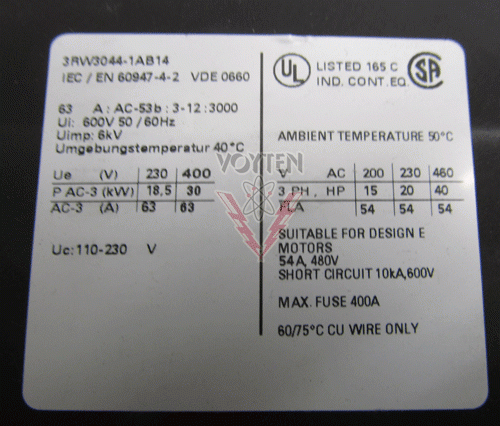 3RW3044-1AB14
IEC / EN 60947-4-2 VDE 0660
63 A : AC-53b : 3-12 : 3000
Ui : 600V 50 / 60Hz
Uimp : 6kV
Umgebungstemperatur 40°C
Ue (V) 230 400
P AC-3 (kW) 18,5 30
AC-3 (A) 63 63
Uc : 110-230 V
UL LISTED 165 C SA
IND. CONT. EQ.
AMBIENT TEMPERATURE 50°C
V AC 200 230 460
3 PH , HP 15 20 40
FLA 54 54 54
SUITABLE FOR DESIGN E
MOTORS
54A, 480V
SHORT CIRCUIT 10kA,600V
MAX. FUSE 400A
60/75°C CU WIRE ONLY
VOYTEN